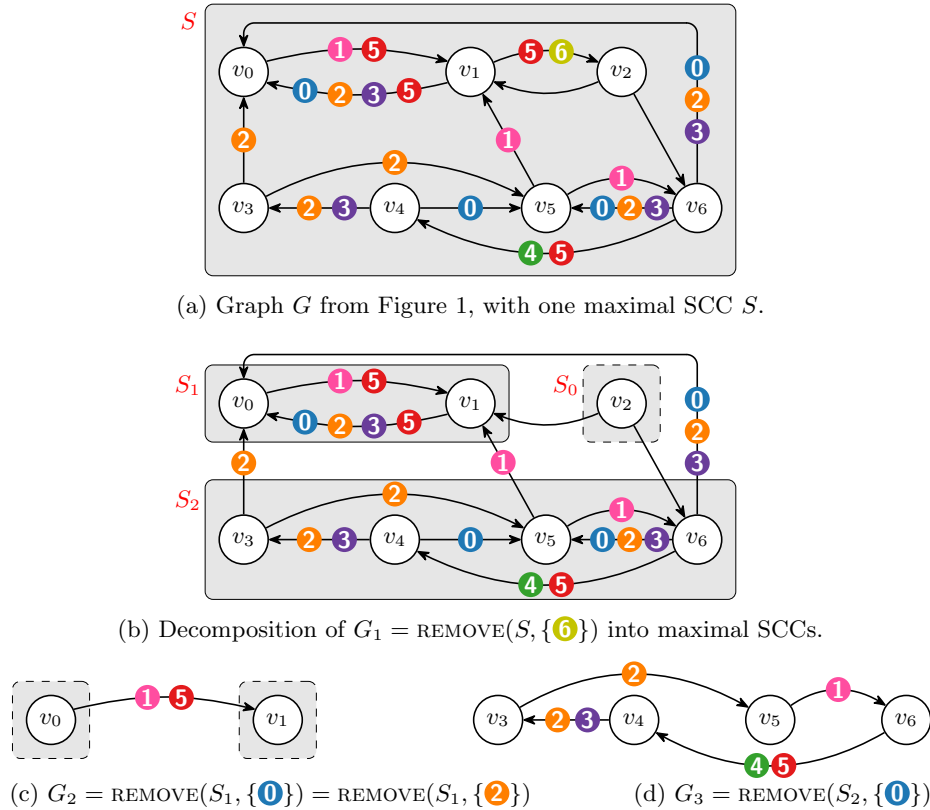 S
0
1 5
5 6
v0
v1
v2
0 2 3 5
2
3
2
1
2
1
v3
2 3
v4
0
v5
0 2 3
v6
4 5
(a) Graph G from Figure 1, with one maximal SCC S.
S1
S0
1 5
v0
v1
v2
0
0 2 3 5
2
2
1
3
S2
2
1
v3
2 3
v4
0
v5
0 2 3
v6
4 5
(b) Decomposition of G1 = REMOVE(S, {6}) into maximal SCCs.
1 5
v0
v1
2
1
v3
2 3
v4
v5
v6
4 5
(c) G2 = REMOVE(S1, {0}) = REMOVE(S1, {2})
(d) G3 = REMOVE(S2, {0})